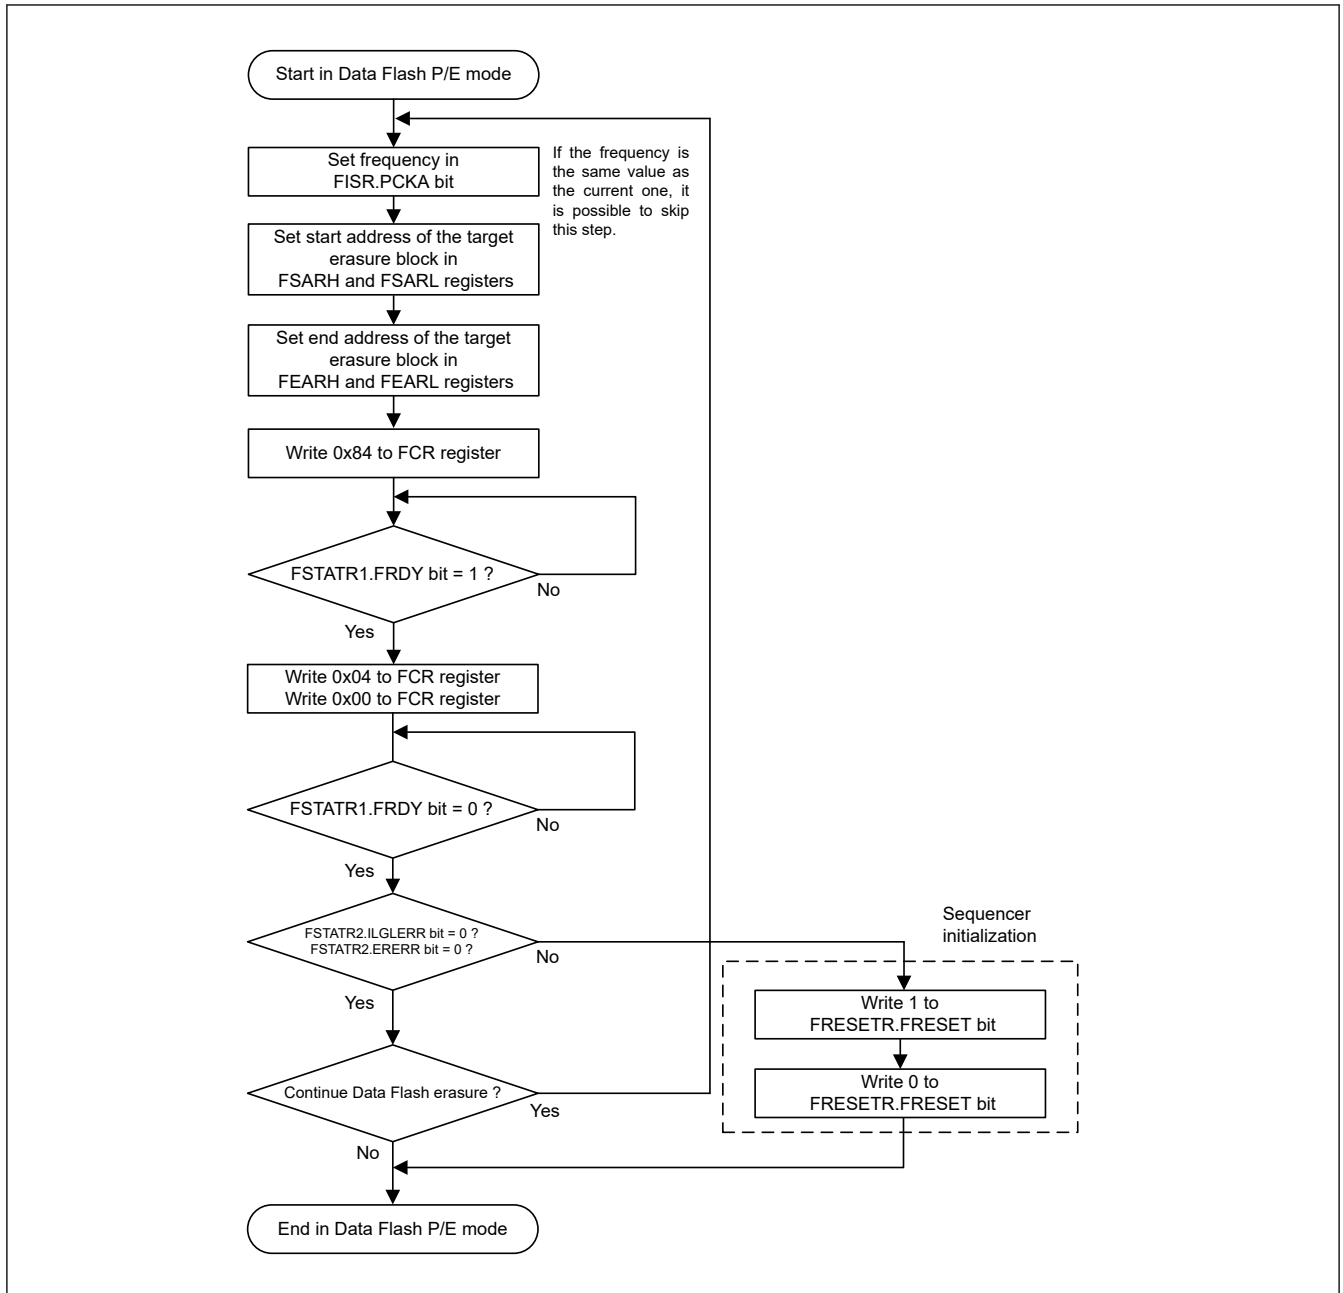 Start in Data Flash P/E mode
Set frequency in
FISR.PCKA bit
If the frequency is
the same value as
the current one, it
is possible to skip
this step.
Set start address of the target
erasure block in
FSARH and FSARL registers
Set end address of the target
erasure block in
FEARH and FEARL registers
Write 0x84 to FCR register
FSTATR1.FRDY bit = 1 ?
No
Yes
Write 0x04 to FCR register
Write 0x00 to FCR register
FSTATR1.FRDY bit = 0 ?
No
Yes
FSTATR2.ILGLERR bit = 0 ?
FSTATR2.ERERR bit = 0 ?
No
Yes
Sequencer
initialization
Write 1 to
FRESETR.FRESET bit
Write 0 to
FRESETR.FRESET bit
Continue Data Flash erasure ?
Yes
No
End in Data Flash P/E mode